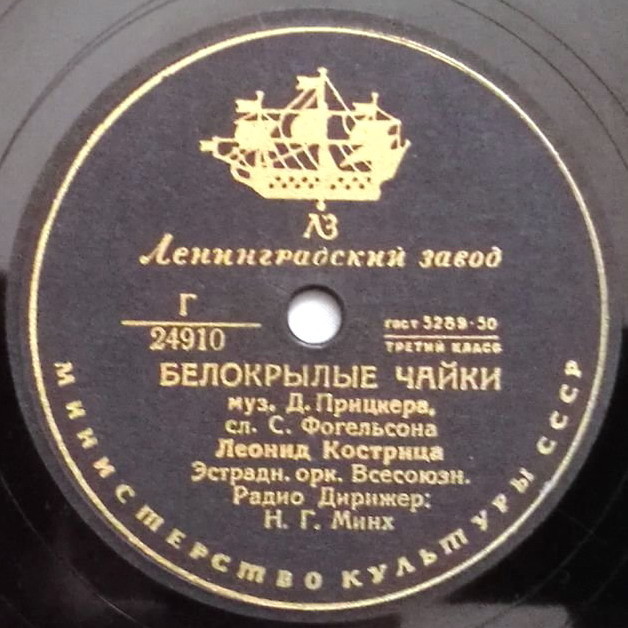 ЛЗ
Ленинградский завод
Г
24910
гост 5289-50
ТРЕТИЙ КЛАСС
БЕЛОКРЫЛЫЕ ЧАЙКИ
муз. Д. Прицкера,
сл. С. Фогельсона
Леонид Кострица
Эстрадн. орк. Всесоюзн.
Радио Дирижер:
Н. Г. Минх
МИНИСТЕРСТВО КУЛЬТУРЫ СССР